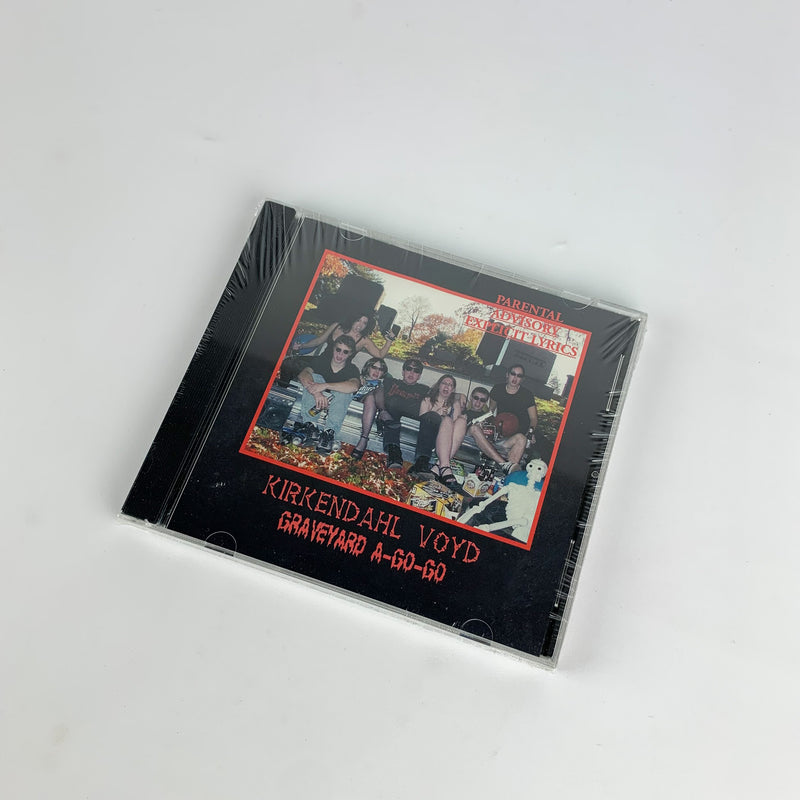 PARENTAL
ADVISORY
EXPLICIT LYRICS
KIRKENDAHL VOYD
GRAVEYARD A-GO-GO